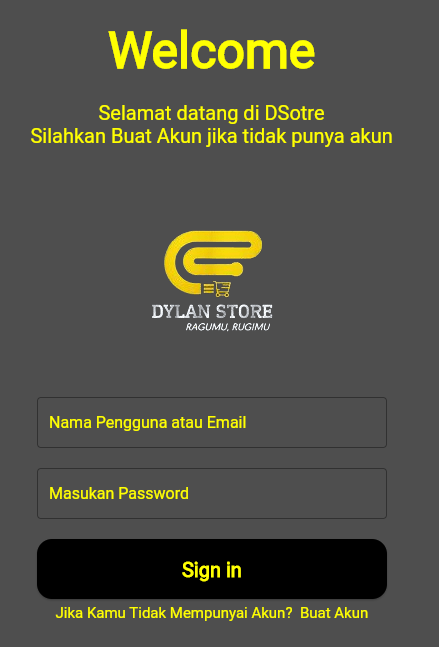 Welcome
Selamat datang di DSotre
Silahkan Buat Akun jika tidak punya akun
DYLAN STORE
RAGUMU, RUGIMU
Nama Pengguna atau Email
Masukan Password
Sign in
Jika Kamu Tidak Mempunyai Akun? Buat Akun